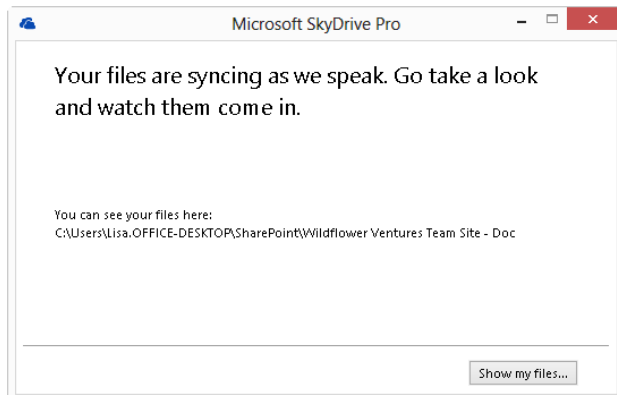 Microsoft SkyDrive Pro
Your files are syncing as we speak. Go take a look
and watch them come in.
You can see your files here:
C:\Users\Lisa.OFFICE-DESKTOP\SharePoint\Wildflower Ventures Team Site - Doc
Show my files...